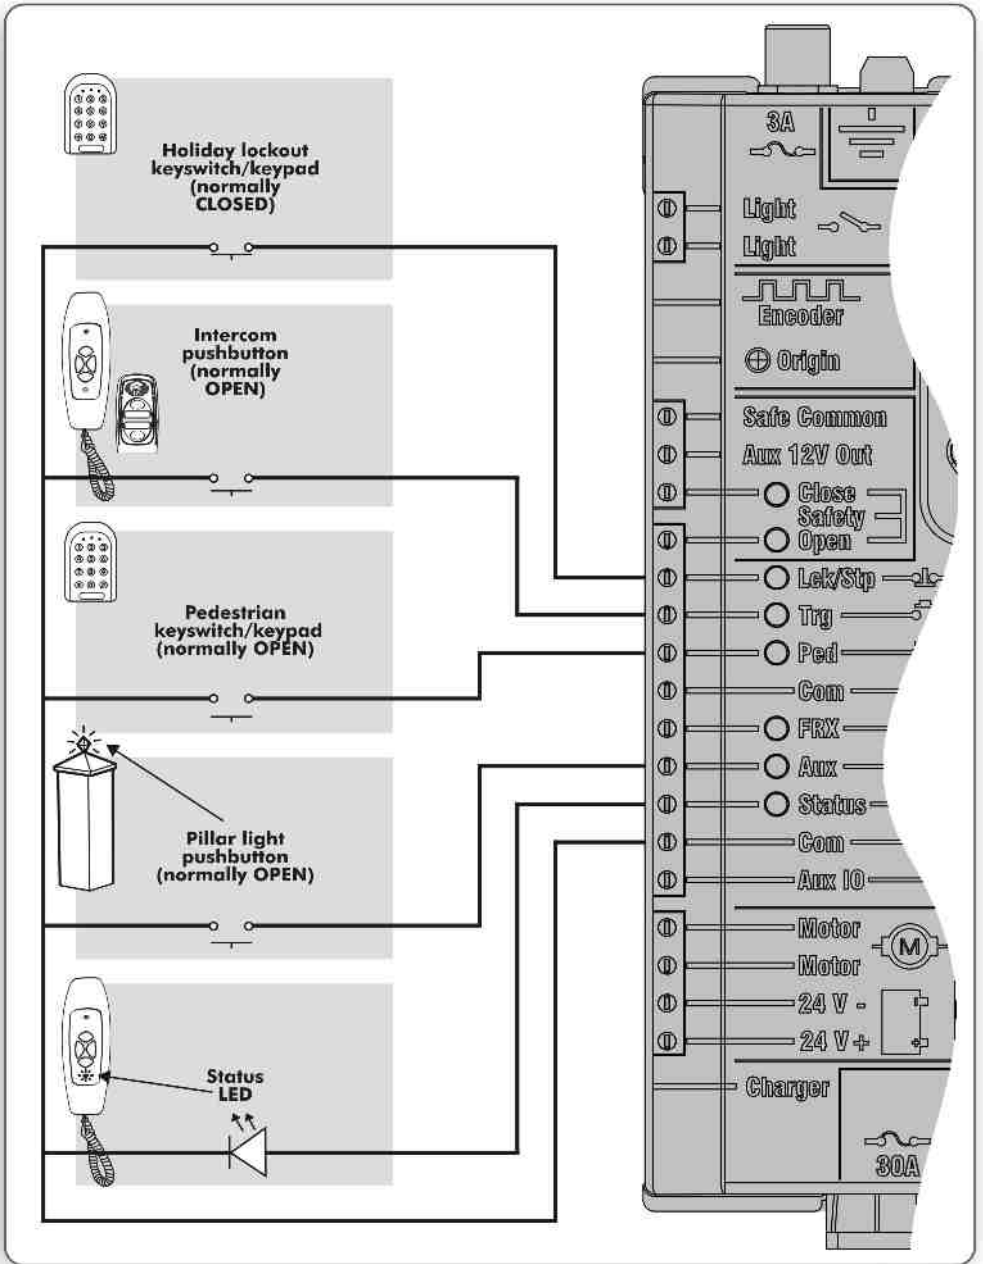 Holiday lockout
keyswitch/keypad
(normally
CLOSED)
Intercom
pushbutton
(normally
OPEN)
Pedestrian
keyswitch/keypad
(normally OPEN)
Pillar light
pushbutton
(normally OPEN)
Status
LED
3A
Light
Light
Encoder
Origin
Safe Common
Aux 12V Out
Close
Safety
Open
Lck/Stp
Trg
Ped
Com
FRX
Aux
Status
Com
Aux IO
Motor
M
Motor
24 V -
24 V +
Charger
30A